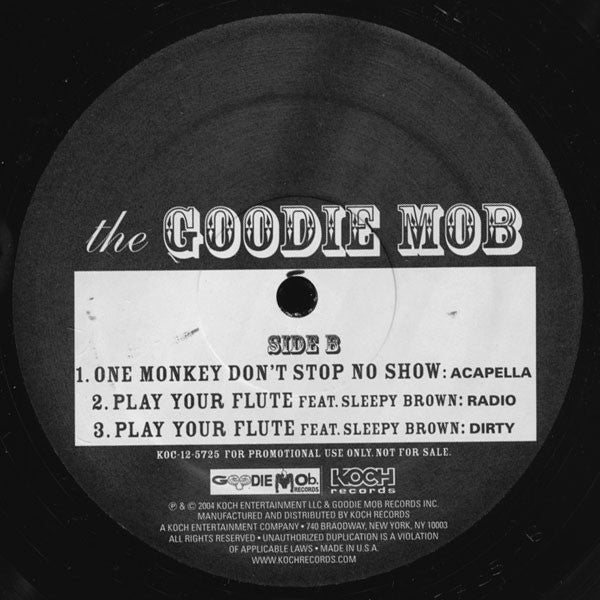 the GOODIE MOB
SIDE B
1. ONE MONKEY DON'T STOP NO SHOW: ACAPELLA
2. PLAY YOUR FLUTE FEAT. SLEEPY BROWN: RADIO
3. PLAY YOUR FLUTE FEAT. SLEEPY BROWN: DIRTY
KOC-12-5725 FOR PROMOTIONAL USE ONLY. NOT FOR SALE.
GOODIE MOb. RECORDS KOCH records
℗ & © 2004 KOCH ENTERTAINMENT LLC & GOODIE MOB RECORDS INC.
MANUFACTURED AND DISTRIBUTED BY KOCH RECORDS
A KOCH ENTERTAINMENT COMPANY • 740 BRAODWAY, NEW YORK, NY 10003
ALL RIGHTS RESERVED • UNAUTHORIZED DUPLICATION IS A VIOLATION
OF APPLICABLE LAWS • MADE IN U.S.A.
WWW.KOCHRECORDS.COM